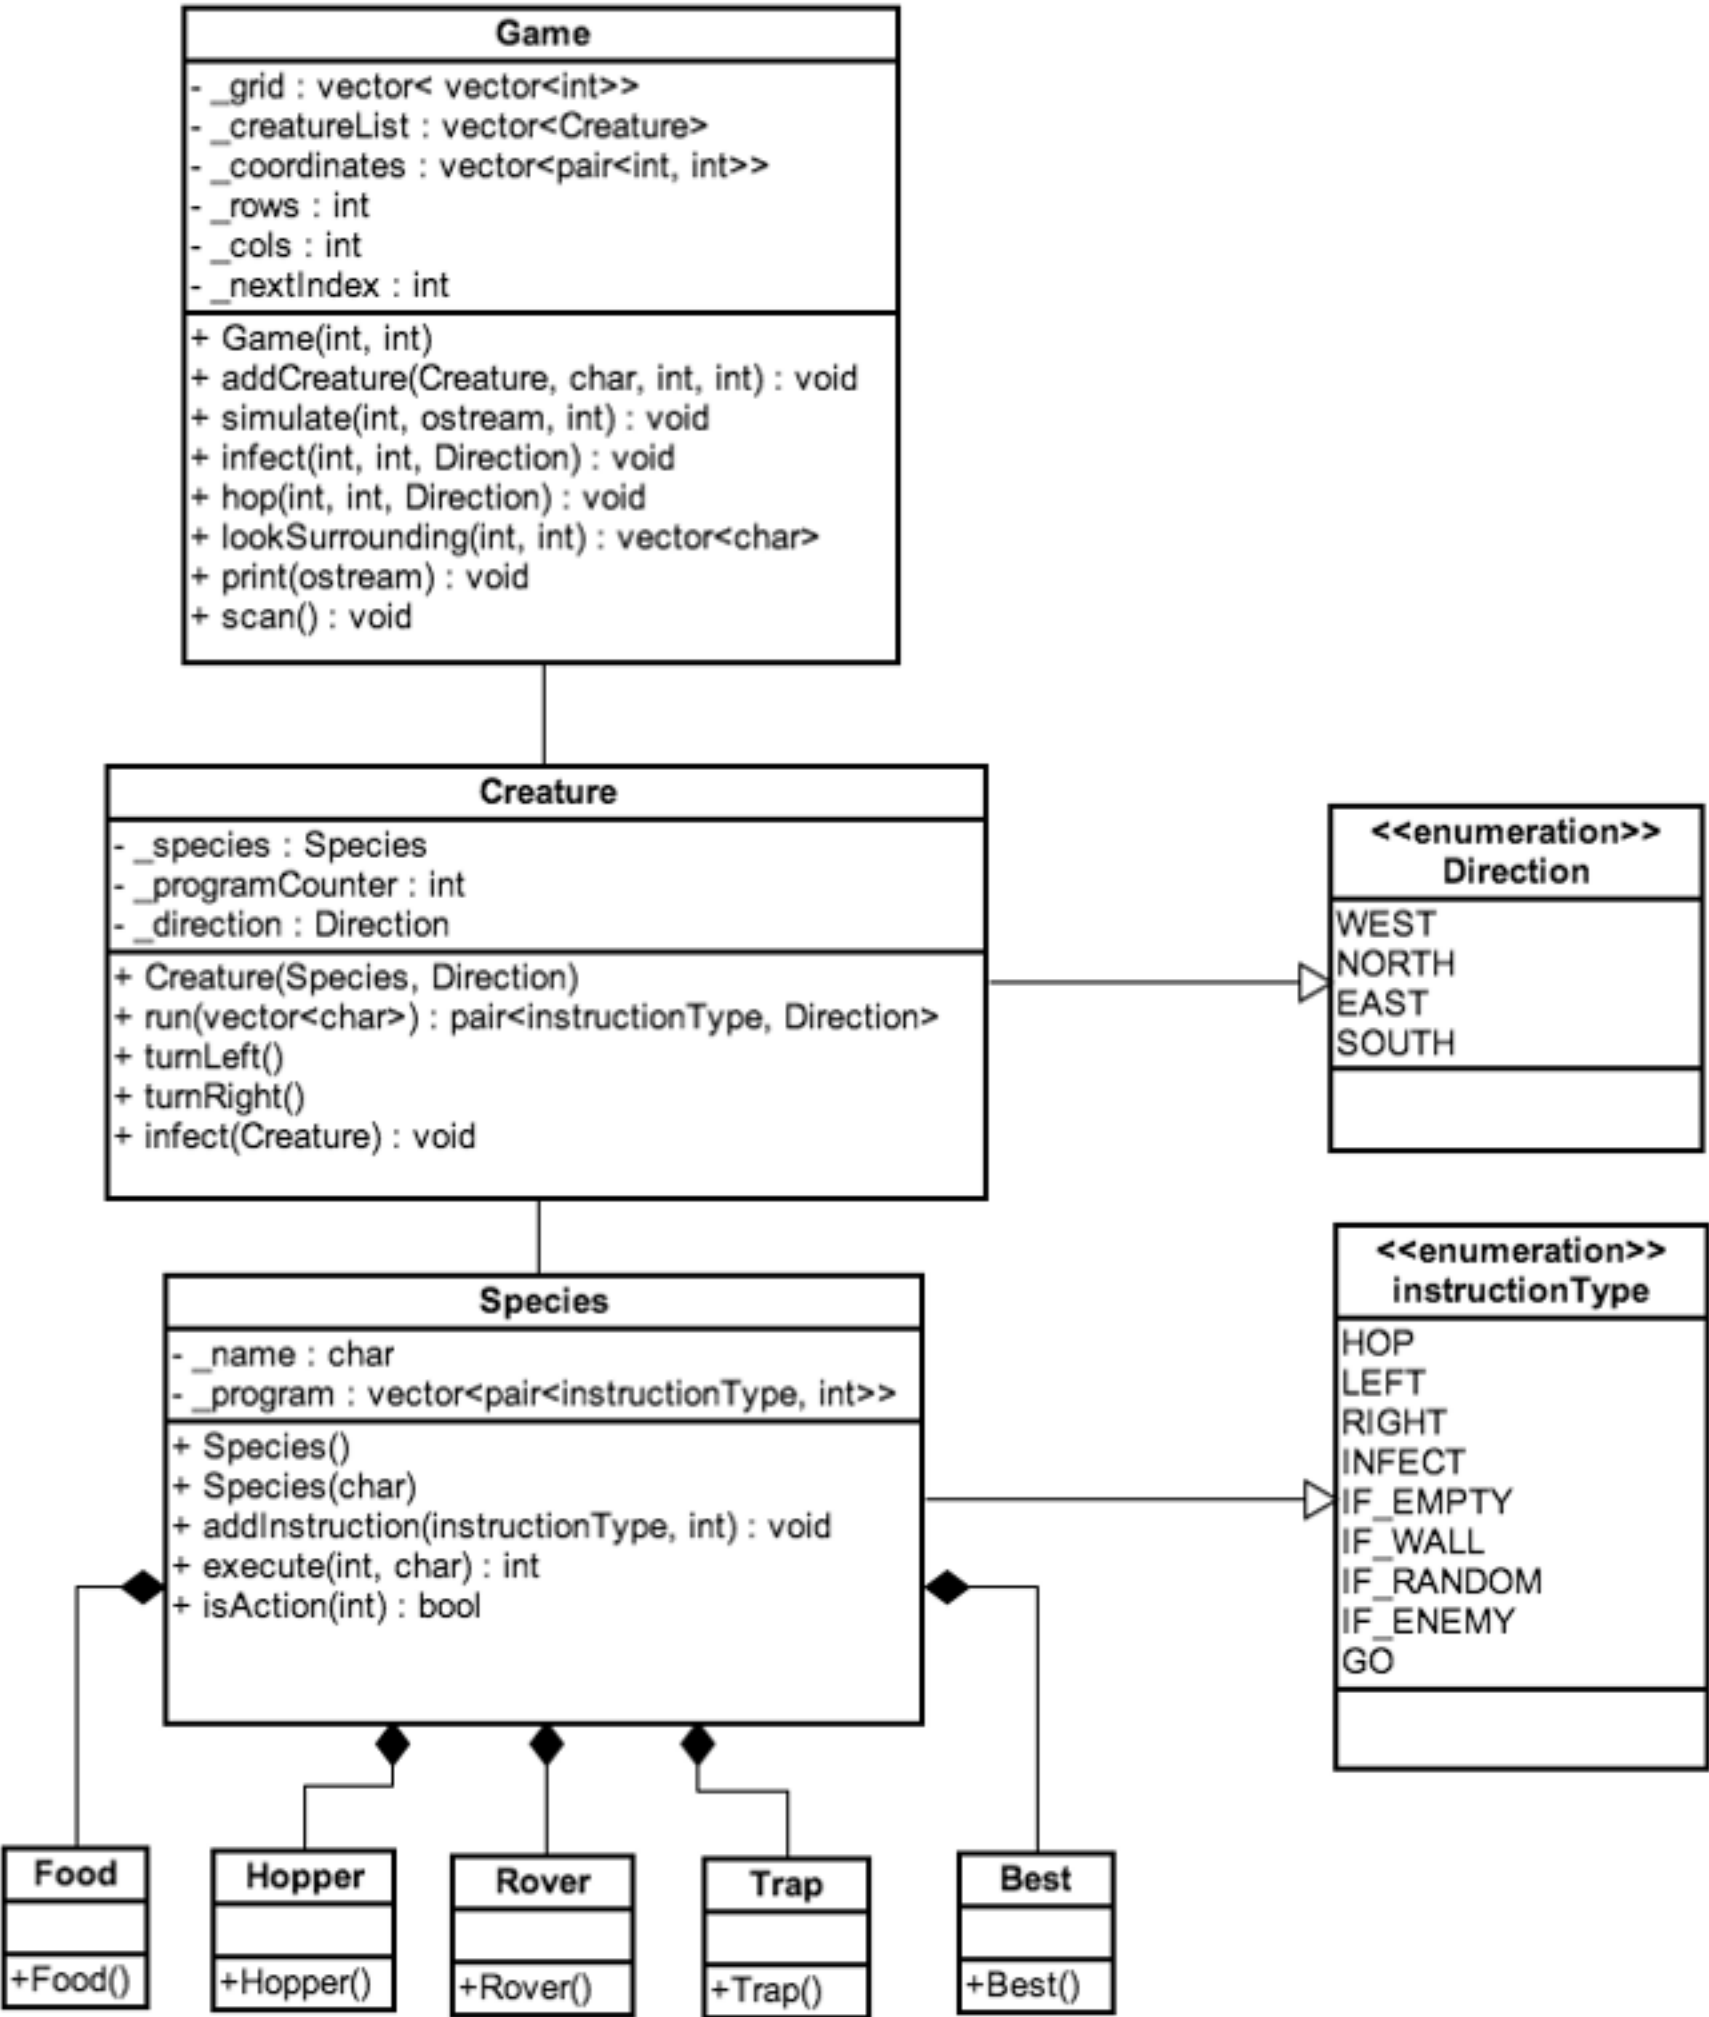 Game
- _grid : vector< vector<int>>
- _creatureList : vector<Creature>
- _coordinates : vector<pair<int, int>>
- _rows : int
- _cols : int
- _nextIndex : int
+ Game(int, int)
+ addCreature(Creature, char, int, int) : void
+ simulate(int, ostream, int) : void
+ infect(int, int, Direction) : void
+ hop(int, int, Direction) : void
+ lookSurrounding(int, int) : vector<char>
+ print(ostream) : void
+ scan() : void
Creature
- _species : Species
- _programCounter : int
- _direction : Direction
+ Creature(Species, Direction)
+ run(vector<char>) : pair<instructionType, Direction>
+ turnLeft()
+ turnRight()
+ infect(Creature) : void
<<enumeration>>
Direction
WEST
NORTH
EAST
SOUTH
Species
- _name : char
- _program : vector<pair<instructionType, int>>
+ Species()
+ Species(char)
+ addInstruction(instructionType, int) : void
+ execute(int, char) : int
+ isAction(int) : bool
<<enumeration>>
instructionType
HOP
LEFT
RIGHT
INFECT
IF_EMPTY
IF_WALL
IF_RANDOM
IF_ENEMY
GO
Food
+Food()
Hopper
+Hopper()
Rover
+Rover()
Trap
+Trap()
Best
+Best()